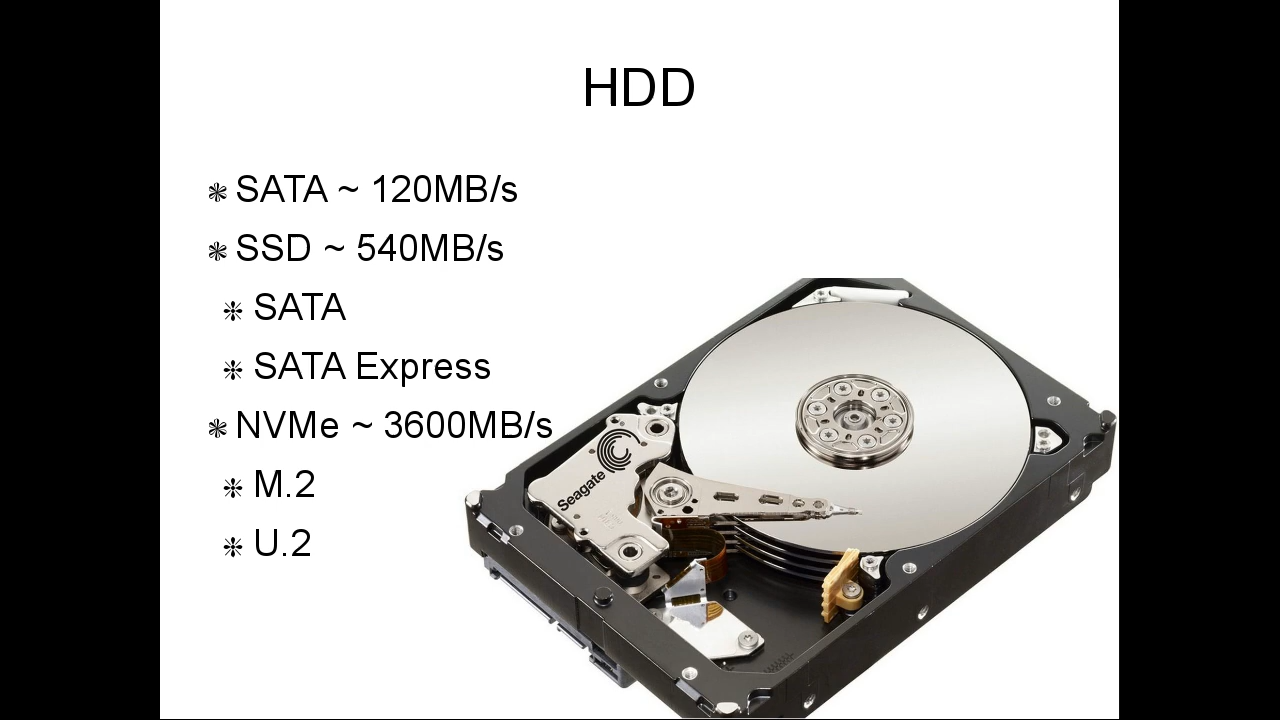 HDD
SATA ~ 120MB/s
SSD ~ 540MB/s
SATA
SATA Express
NVMe ~ 3600MB/s
M.2
U.2
Seagate